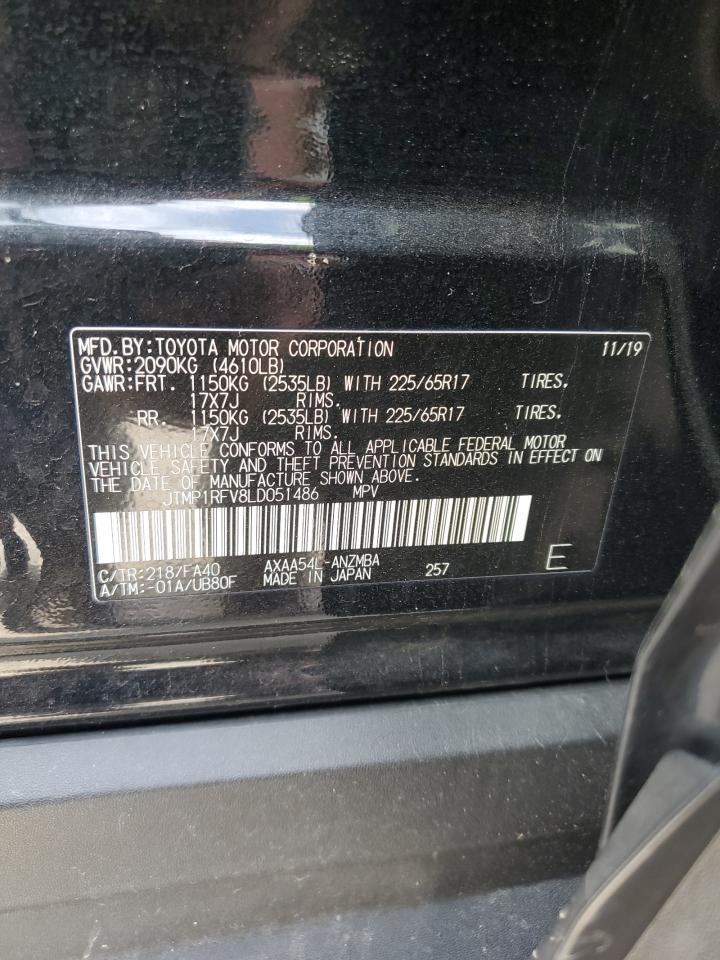 MFD.BY:TOYOTA MOTOR CORPORATION 11/19
GVWR:2090KG (4610LB)
GAWR:FRT. 1150KG (2535LB) WITH 225/65R17 TIRES.
17X7J RIMS.
RR. 1150KG (2535LB) WITH 225/65R17 TIRES.
17X7J RIMS.
THIS VEHICLE CONFORMS TO ALL APPLICABLE FEDERAL MOTOR
VEHICLE SAFETY AND THEFT PREVENTION STANDARDS IN EFFECT ON
THE DATE OF MANUFACTURE SHOWN ABOVE.
JTMP1RFV8LD051486 MPV
C/TR:218/FA40 AXAA54L-ANZMBA 257 E
A/TM:-01A/UB80F MADE IN JAPAN